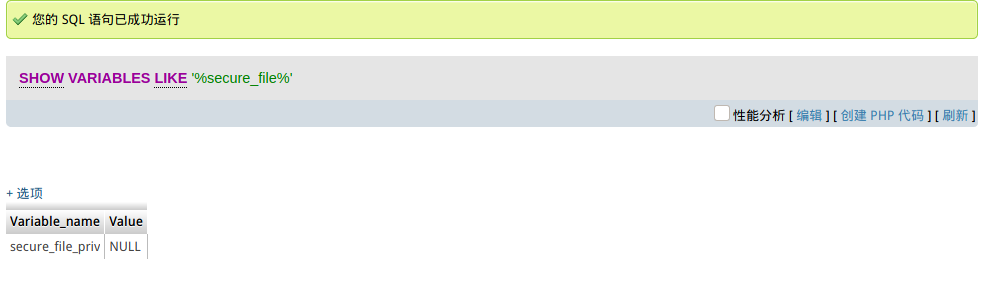 您的 SQL 语句已成功运行
SHOW VARIABLES LIKE '%secure_file%'
性能分析 [ 编辑 ] [ 创建 PHP 代码 ] [ 刷新 ]
+ 选项
Variable_name Value
secure_file_priv NULL